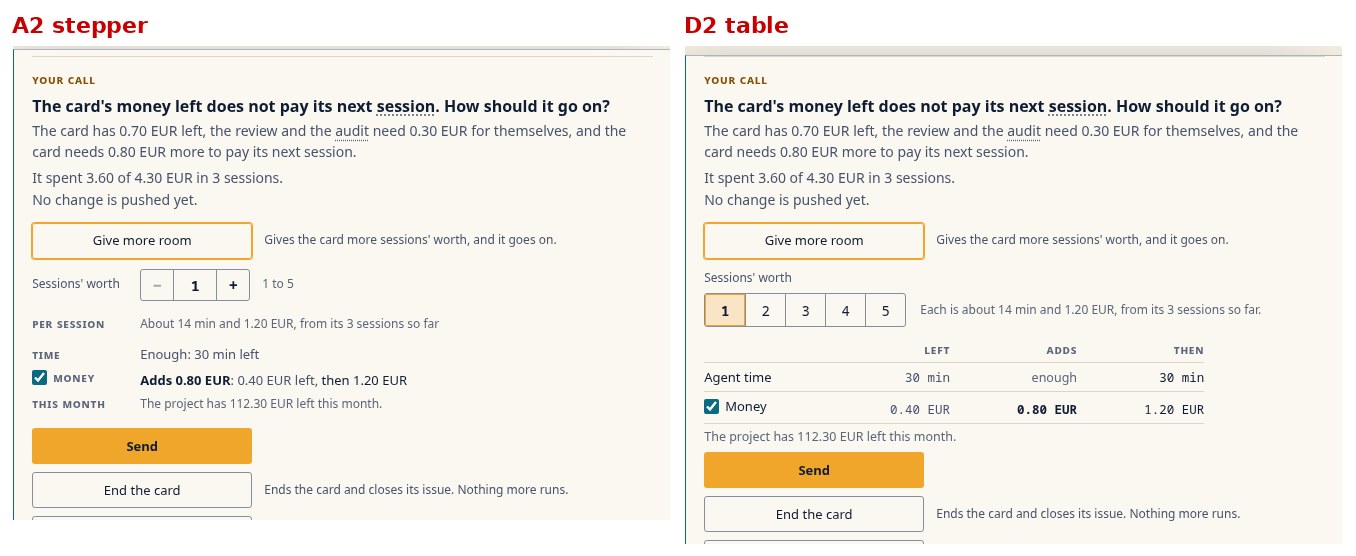 A2 stepper
YOUR CALL
The card's money left does not pay its next session. How should it go on?
The card has 0.70 EUR left, the review and the audit need 0.30 EUR for themselves, and the
card needs 0.80 EUR more to pay its next session.
It spent 3.60 of 4.30 EUR in 3 sessions.
No change is pushed yet.
Give more room Gives the card more sessions' worth, and it goes on.
Sessions' worth − 1 + 1 to 5
PER SESSION About 14 min and 1.20 EUR, from its 3 sessions so far
TIME Enough: 30 min left
MONEY Adds 0.80 EUR: 0.40 EUR left, then 1.20 EUR
THIS MONTH The project has 112.30 EUR left this month.
Send
End the card Ends the card and closes its issue. Nothing more runs.
D2 table
YOUR CALL
The card's money left does not pay its next session. How should it go on?
The card has 0.70 EUR left, the review and the audit need 0.30 EUR for themselves, and the
card needs 0.80 EUR more to pay its next session.
It spent 3.60 of 4.30 EUR in 3 sessions.
No change is pushed yet.
Give more room Gives the card more sessions' worth, and it goes on.
Sessions' worth
1 2 3 4 5 Each is about 14 min and 1.20 EUR, from its 3 sessions so far.
LEFT ADDS THEN
Agent time 30 min enough 30 min
Money 0.40 EUR 0.80 EUR 1.20 EUR
The project has 112.30 EUR left this month.
Send
End the card Ends the card and closes its issue. Nothing more runs.